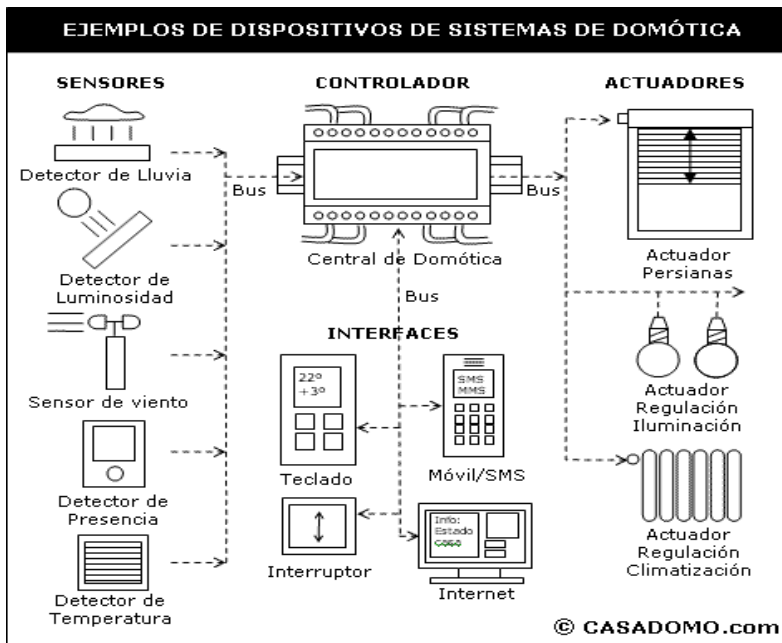 EJEMPLOS DE DISPOSITIVOS DE SISTEMAS DE DOMÓTICA
SENSORES
Detector de Lluvia
Detector de
Luminosidad
Sensor de viento
Detector de
Presencia
Detector de
Temperatura
Bus
CONTROLADOR
Central de Domótica
Bus
Bus
INTERFACES
22º
+3º
Teclado
SMS
MMS
Móvil/SMS
Interruptor
Info:
Estado
casa
Internet
ACTUADORES
Actuador
Persianas
Actuador
Regulación
Iluminación
Actuador
Regulación
Climatización
© CASADOMO.com